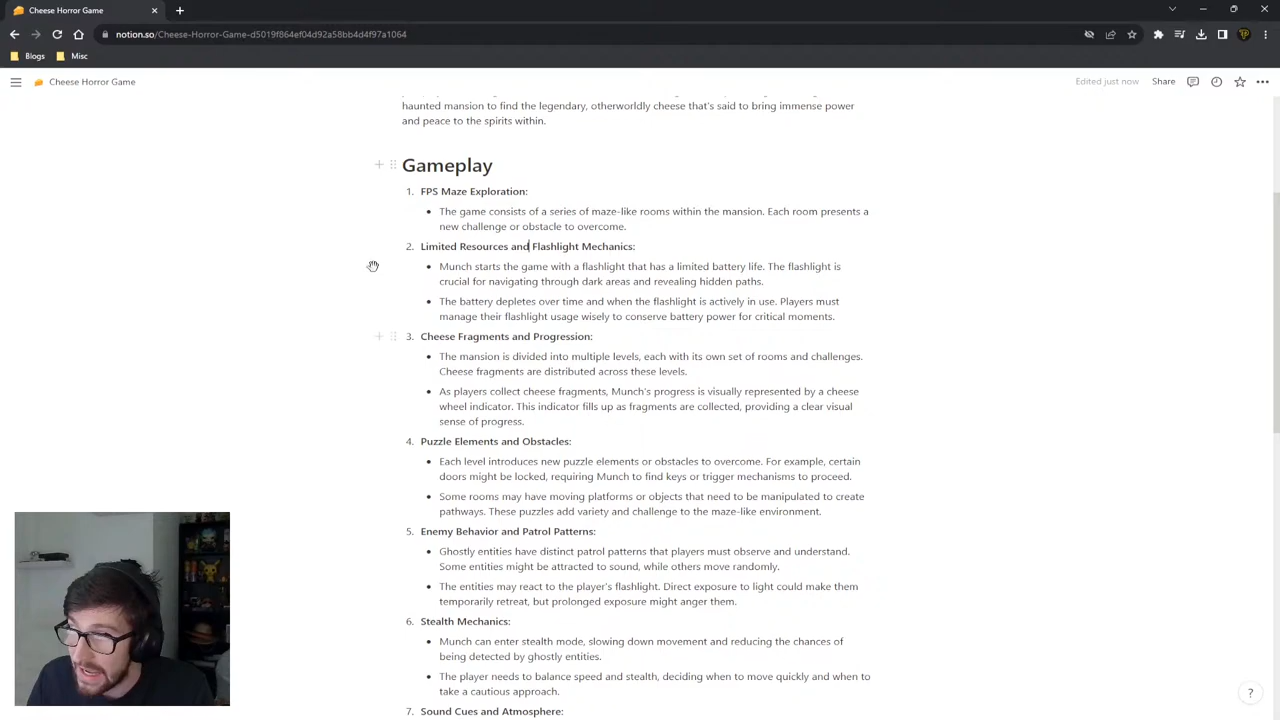 Cheese Horror Game
notion.so/Cheese-Horror-Game-d5019f864ef04d92a58bb4d4f97a1064
Blogs
Misc
Cheese Horror Game
Edited just now
Share
haunted mansion to find the legendary, otherworldly cheese that's said to bring immense power
and peace to the spirits within.
Gameplay
1. FPS Maze Exploration:
• The game consists of a series of maze-like rooms within the mansion. Each room presents a
new challenge or obstacle to overcome.
2. Limited Resources and Flashlight Mechanics:
• Munch starts the game with a flashlight that has a limited battery life. The flashlight is
crucial for navigating through dark areas and revealing hidden paths.
• The battery depletes over time and when the flashlight is actively in use. Players must
manage their flashlight usage wisely to conserve battery power for critical moments.
3. Cheese Fragments and Progression:
• The mansion is divided into multiple levels, each with its own set of rooms and challenges.
Cheese fragments are distributed across these levels.
• As players collect cheese fragments, Munch's progress is visually represented by a cheese
wheel indicator. This indicator fills up as fragments are collected, providing a clear visual
sense of progress.
4. Puzzle Elements and Obstacles:
• Each level introduces new puzzle elements or obstacles to overcome. For example, certain
doors might be locked, requiring Munch to find keys or trigger mechanisms to proceed.
• Some rooms may have moving platforms or objects that need to be manipulated to create
pathways. These puzzles add variety and challenge to the maze-like environment.
5. Enemy Behavior and Patrol Patterns:
• Ghostly entities have distinct patrol patterns that players must observe and understand.
Some entities might be attracted to sound, while others move randomly.
• The entities may react to the player's flashlight. Direct exposure to light could make them
temporarily retreat, but prolonged exposure might anger them.
6. Stealth Mechanics:
• Munch can enter stealth mode, slowing down movement and reducing the chances of
being detected by ghostly entities.
• The player needs to balance speed and stealth, deciding when to move quickly and when to
take a cautious approach.
7. Sound Cues and Atmosphere:
?